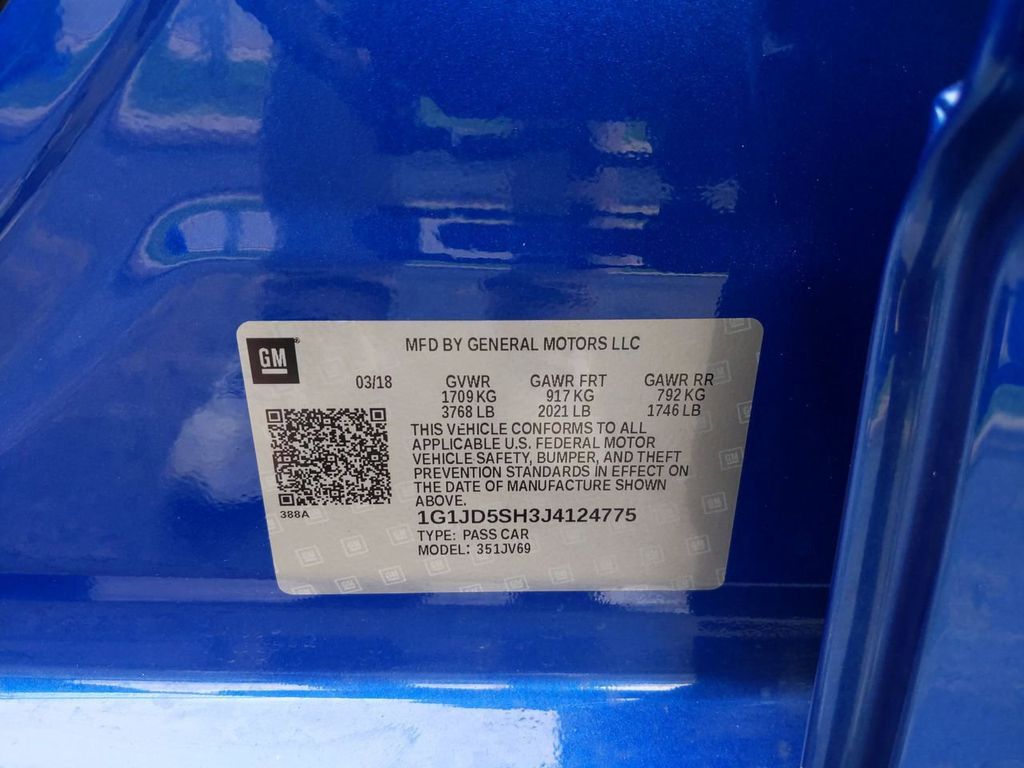 GM
MFD BY GENERAL MOTORS LLC
03/18 GVWR GAWR FRT GAWR RR
1709 KG 917 KG 792 KG
3768 LB 2021 LB 1746 LB
THIS VEHICLE CONFORMS TO ALL
APPLICABLE U.S. FEDERAL MOTOR
VEHICLE SAFETY, BUMPER, AND THEFT
PREVENTION STANDARDS IN EFFECT ON
THE DATE OF MANUFACTURE SHOWN
ABOVE.
388A
1G1JD5SH3J4124775
TYPE: PASS CAR
MODEL: 351JV69